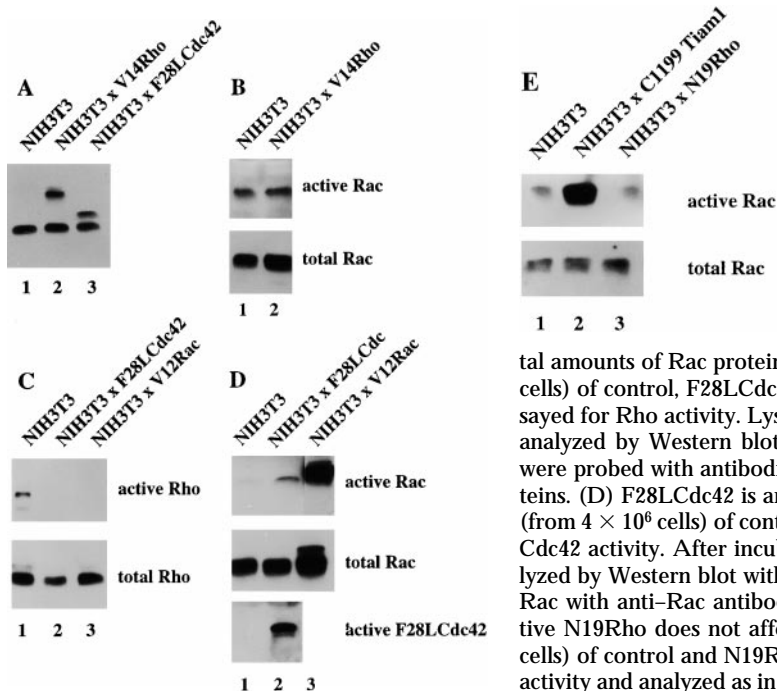 A
NIH3T3
NIH3T3 x V14Rho
NIH3T3 x F28LCdc42
1 2 3
B
NIH3T3
NIH3T3 x V14Rho
active Rac
total Rac
1 2
E
NIH3T3
NIH3T3 x C1199 Tiam1
NIH3T3 x N19Rho
active Rac
total Rac
1 2 3
C
NIH3T3
NIH3T3 x F28LCdc42
NIH3T3 x V12Rac
active Rho
total Rho
1 2 3
D
NIH3T3
NIH3T3 x F28LCdc
NIH3T3 x V12Rac
active Rac
total Rac
active F28LCdc42
1 2 3
tal amounts of Rac protein
cells) of control, F28LCdc
sayed for Rho activity. Lys
analyzed by Western blot
were probed with antibodi
teins. (D) F28LCdc42 is an
(from 4 × 10⁶ cells) of cont
Cdc42 activity. After incub
lyzed by Western blot with
Rac with anti–Rac antibod
tive N19Rho does not affe
cells) of control and N19R
activity and analyzed as in